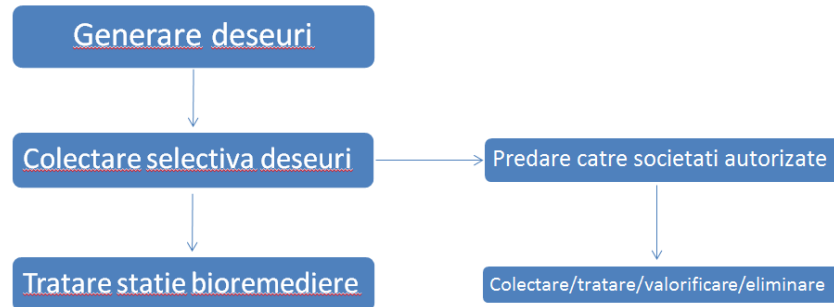 Generare deseuri
Colectare selectiva deseuri
Predare catre societati autorizate
Tratare statie bioremediere
Colectare/tratare/valorificare/eliminare